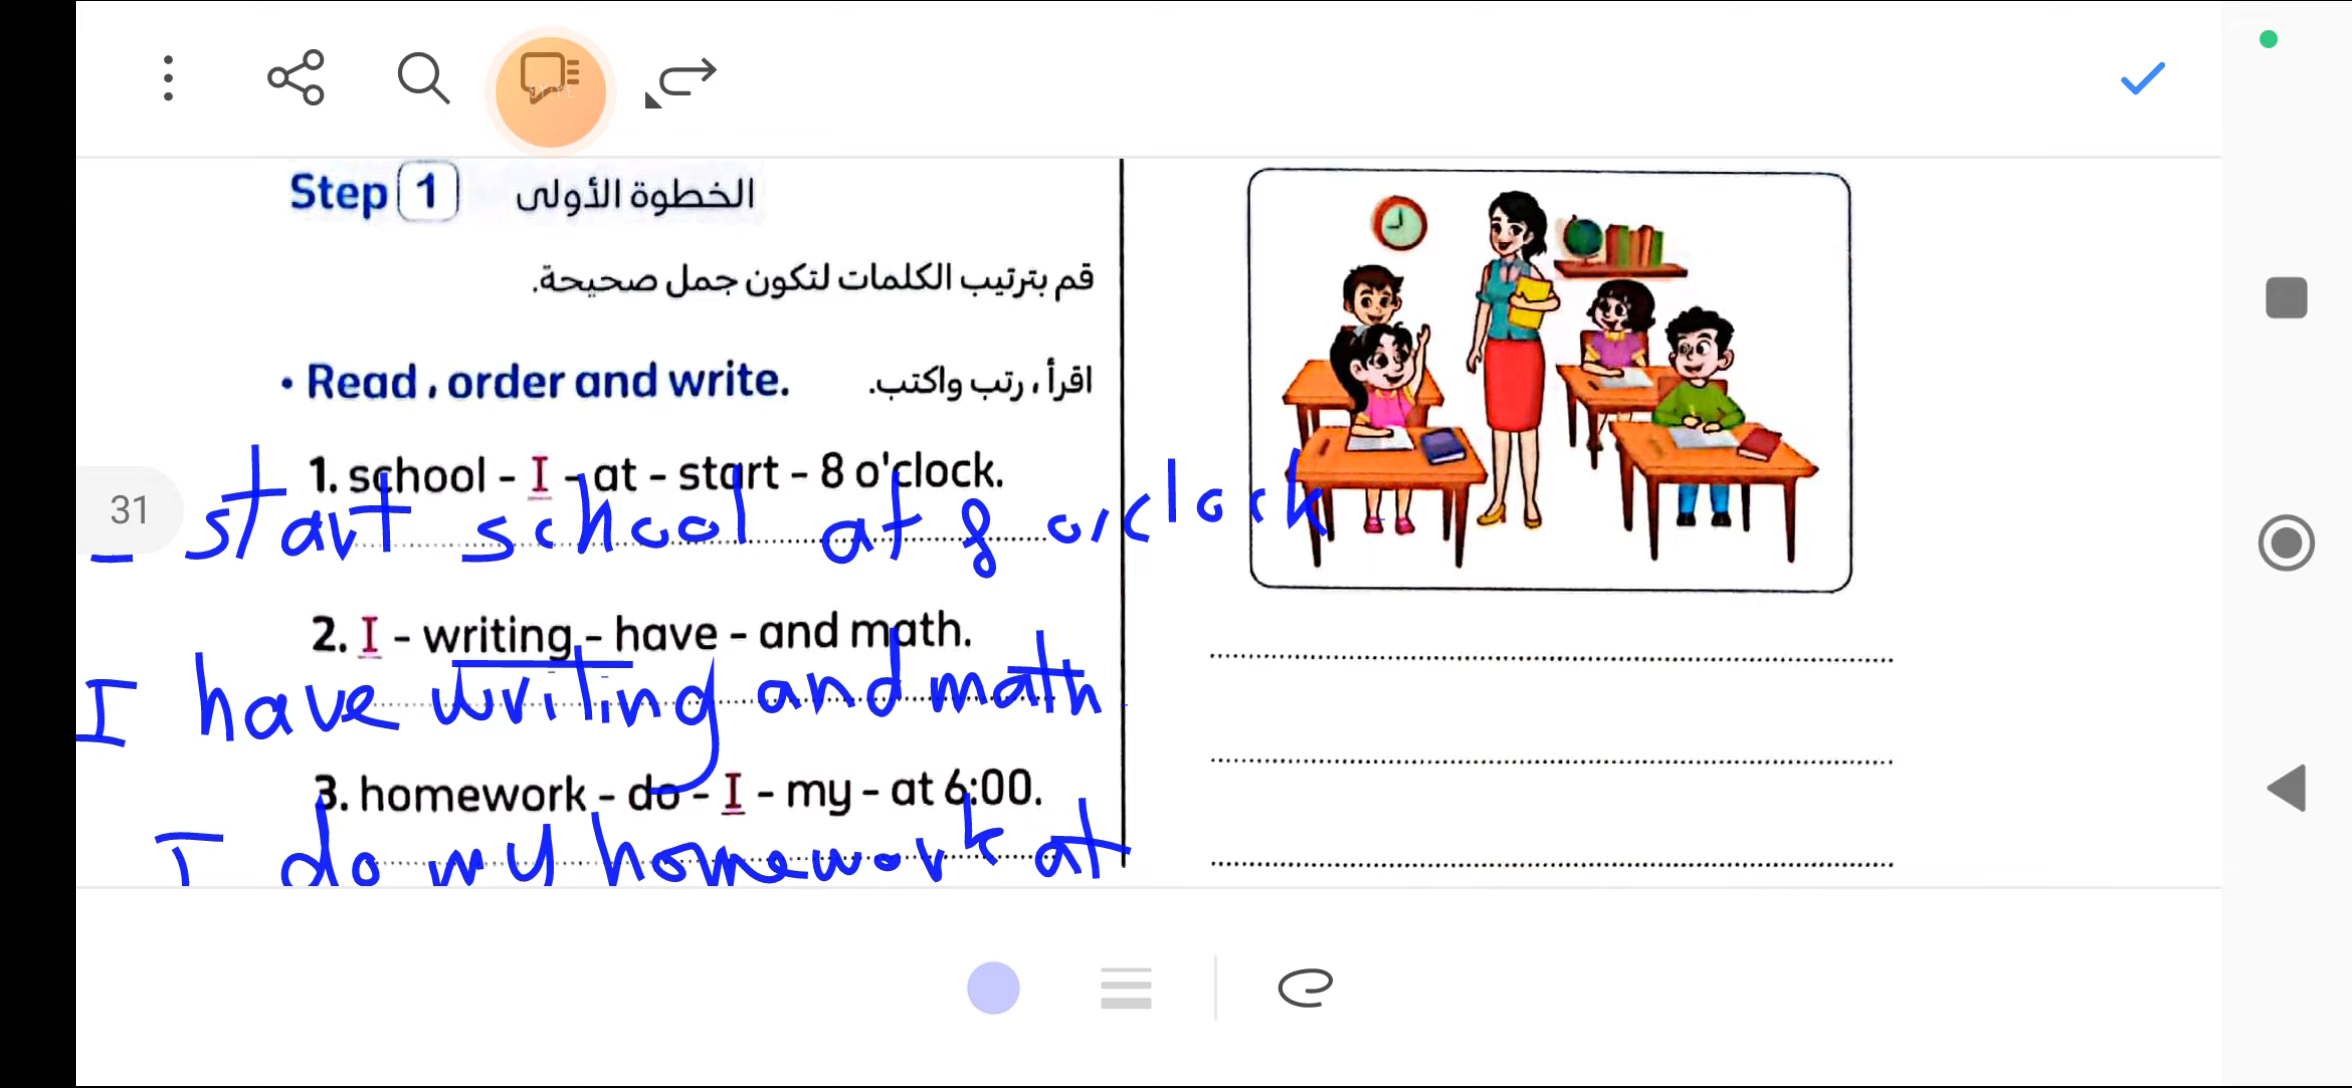 Step 1 الخطوة الأولى
قم بترتيب الكلمات لتكون جمل صحيحة.
• Read, order and write. اقرأ، رتب واكتب.
1. school - I - at - start - 8 o'clock.
31
start school at 8 o'clock
2. I - writing - have - and math.
I have writing and math.
3. homework - do - I - my - at 6:00.
I do my homework at